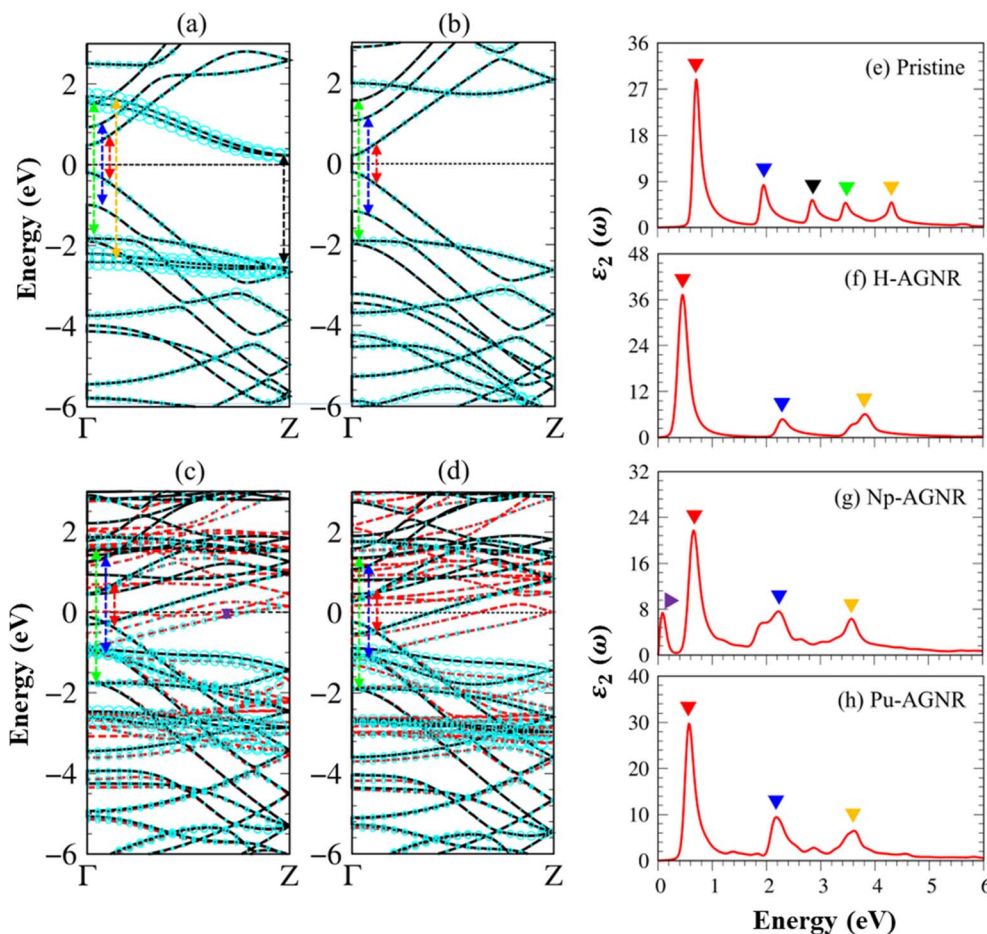 (a) (b)
Energy (eV)
2
0
−2
−4
−6
Γ Z Γ Z
(c) (d)
Energy (eV)
2
0
−2
−4
−6
Γ Z Γ Z
ε₂ (ω)
36
27
18
9
0
(e) Pristine
48
36
24
12
0
(f) H-AGNR
ε₂ (ω)
32
24
16
8
0
(g) Np-AGNR
40
30
20
10
0
(h) Pu-AGNR
0 1 2 3 4 5 6
Energy (eV)